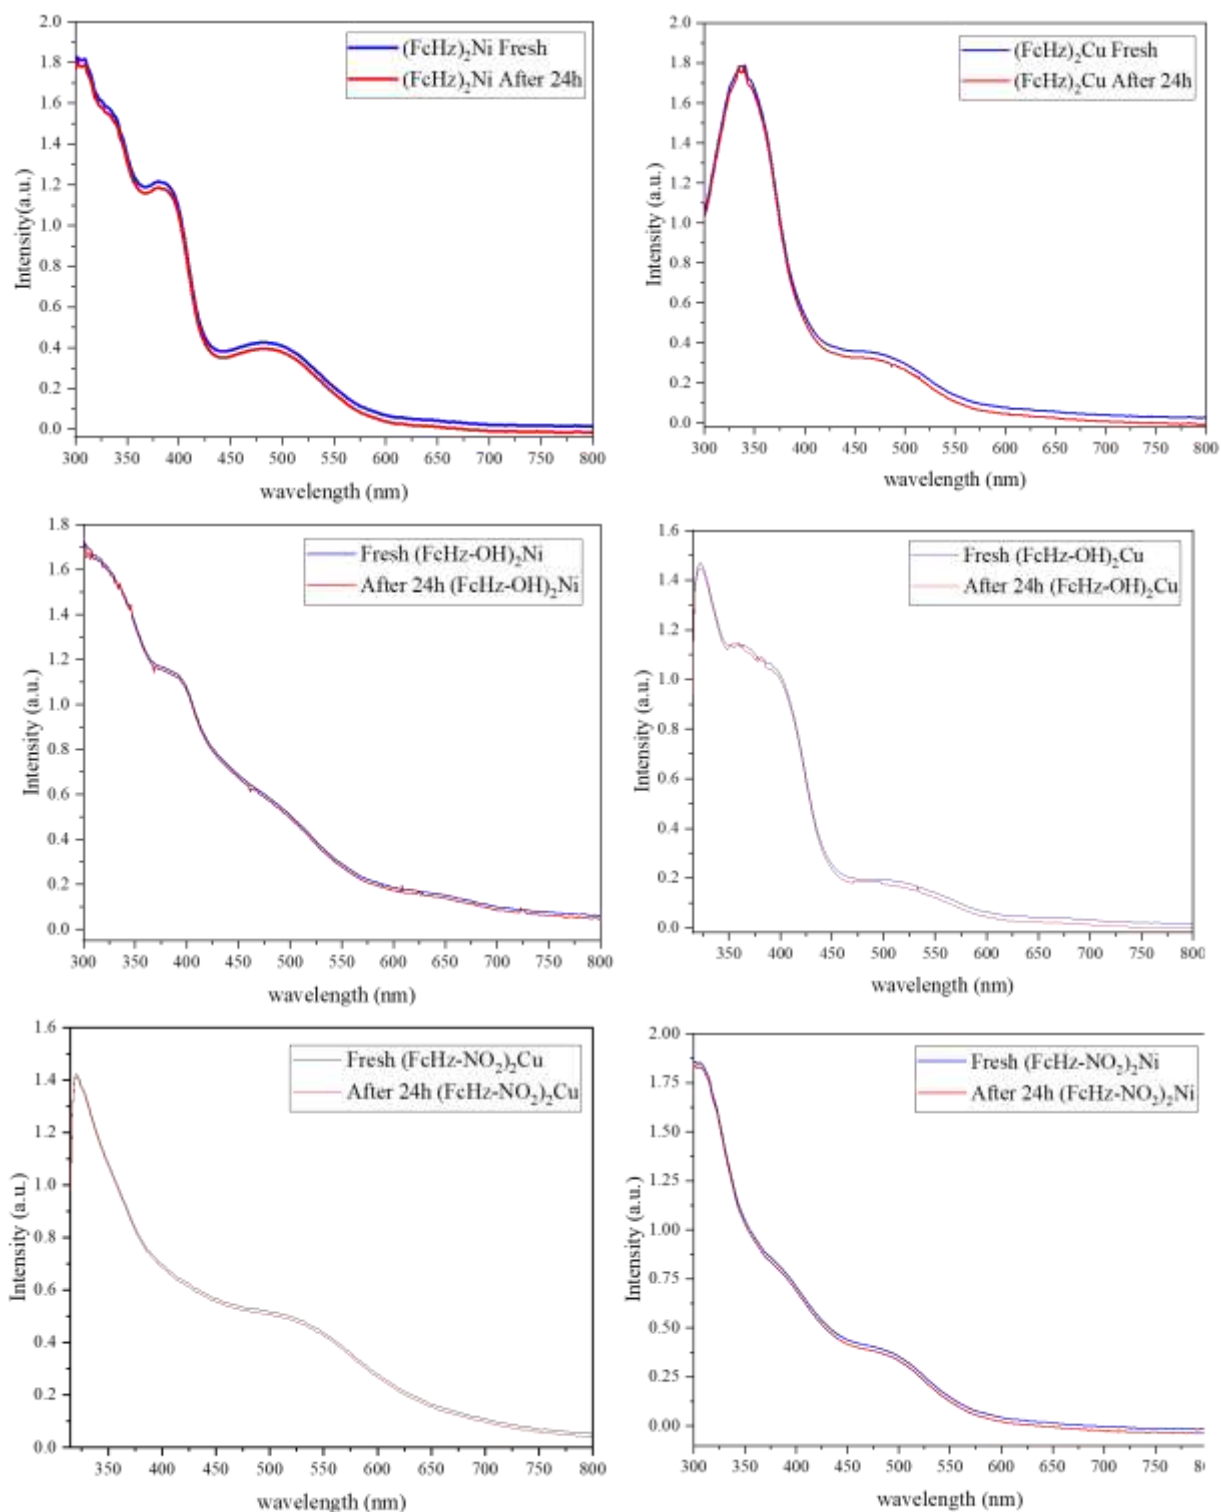 2.0
1.8
1.6
1.4
1.2
1.0
0.8
0.6
0.4
0.2
0.0
Intensity(a.u.)
(FcHz)₂Ni Fresh
(FcHz)₂Ni After 24h
300 350 400 450 500 550 600 650 700 750 800
wavelength (nm)
2.0
1.8
1.6
1.4
1.2
1.0
0.8
0.6
0.4
0.2
0.0
Intensity (a.u.)
(FcHz)₂Cu Fresh
(FcHz)₂Cu After 24h
300 350 400 450 500 550 600 650 700 750 800
wavelength (nm)
1.8
1.6
1.4
1.2
1.0
0.8
0.6
0.4
0.2
0.0
Intensity (a.u.)
Fresh (FcHz-OH)₂Ni
After 24h (FcHz-OH)₂Ni
300 350 400 450 500 550 600 650 700 750 800
wavelength (nm)
1.6
1.4
1.2
1.0
0.8
0.6
0.4
0.2
0.0
Intensity (a.u.)
Fresh (FcHz-OH)₂Cu
After 24h (FcHz-OH)₂Cu
350 400 450 500 550 600 650 700 750 800
wavelength (nm)
1.6
1.4
1.2
1.0
0.8
0.6
0.4
0.2
0.0
Intensity (a.u.)
Fresh (FcHz-NO₂)₂Cu
After 24h (FcHz-NO₂)₂Cu
350 400 450 500 550 600 650 700 750 800
wavelength (nm)
2.00
1.75
1.50
1.25
1.00
0.75
0.50
0.25
0.00
Intensity (a.u.)
Fresh (FcHz-NO₂)₂Ni
After 24h (FcHz-NO₂)₂Ni
300 350 400 450 500 550 600 650 700 750 800
wavelength (nm)